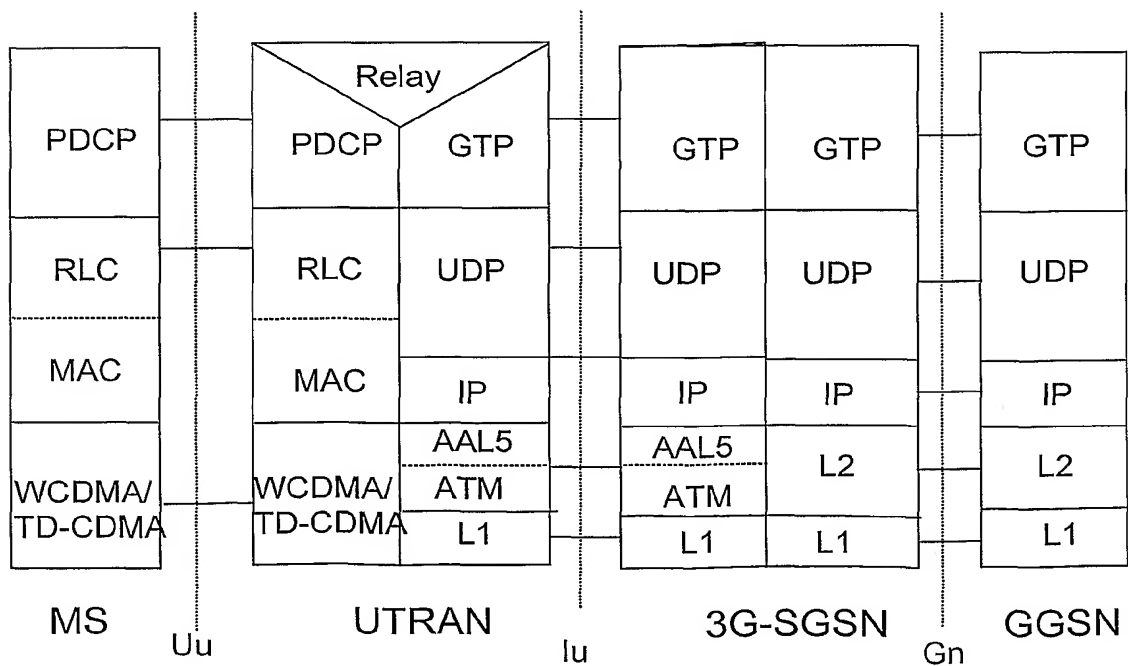 Relay
PDCP
PDCP
GTP
GTP
GTP
GTP
RLC
RLC
UDP
UDP
UDP
UDP
MAC
MAC
IP
IP
IP
IP
AAL5
AAL5
L2
L2
WCDMA/
TD-CDMA
WCDMA/
TD-CDMA
ATM
ATM
L1
L1
L1
L1
MS
UTRAN
3G-SGSN
GGSN
Uu
Iu
Gn